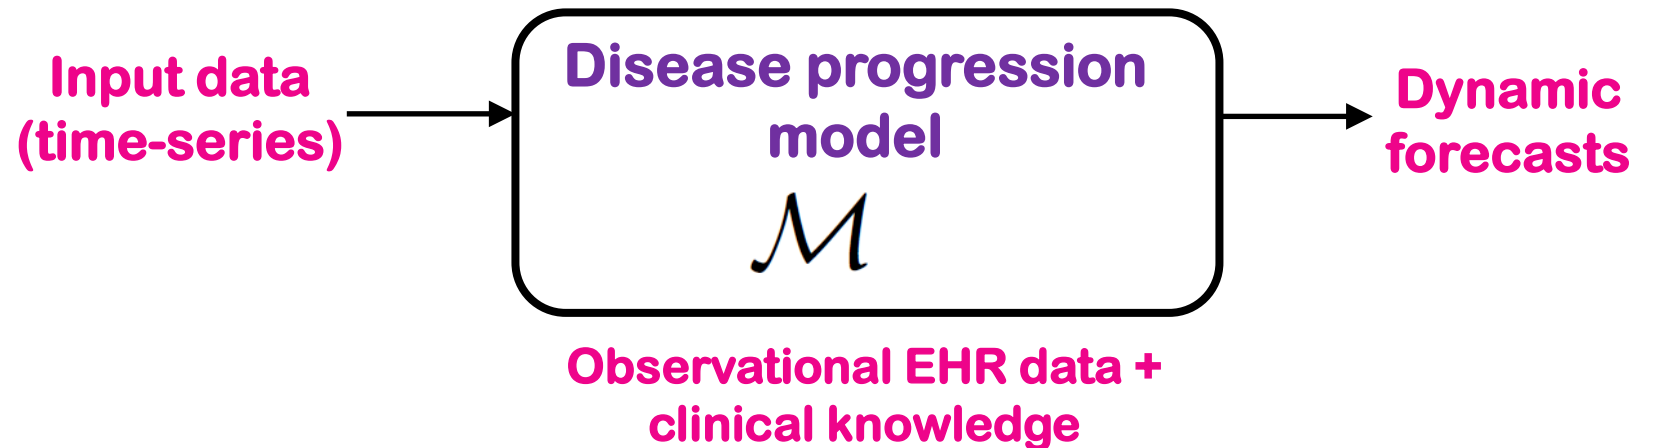 Input data
(time-series)
Disease progression
model
ℳ
Dynamic
forecasts
Observational EHR data +
clinical knowledge